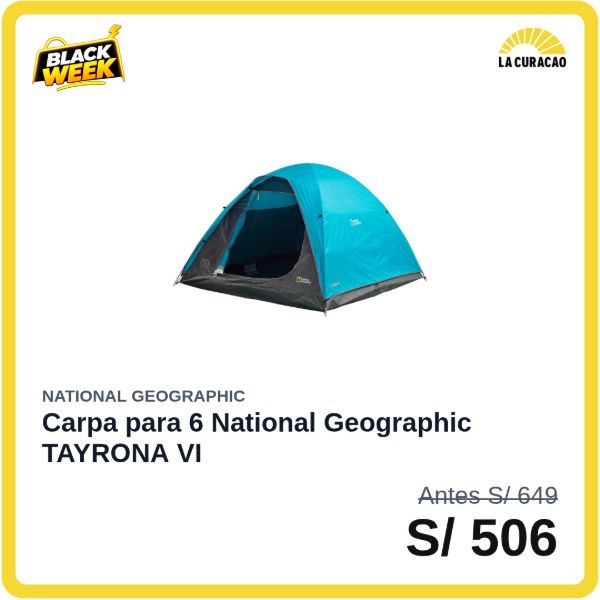 BLACK
WEEK
LA CURACAO
NATIONAL GEOGRAPHIC
Carpa para 6 National Geographic
TAYRONA VI
Antes S/ 649
S/ 506